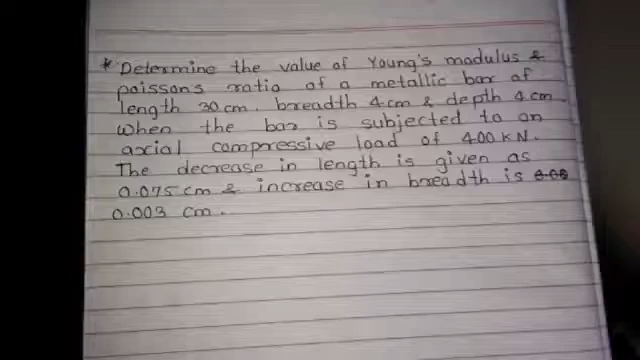 * Determine the value of Young's modulus &
poisson's ratio of a metallic bar of
length 30 cm. breadth 4 cm & depth 4 cm.
When the bar is subjected to an
axial compressive load of 400 KN.
The decrease in length is given as
0.075 cm & increase in breadth is
0.003 cm.